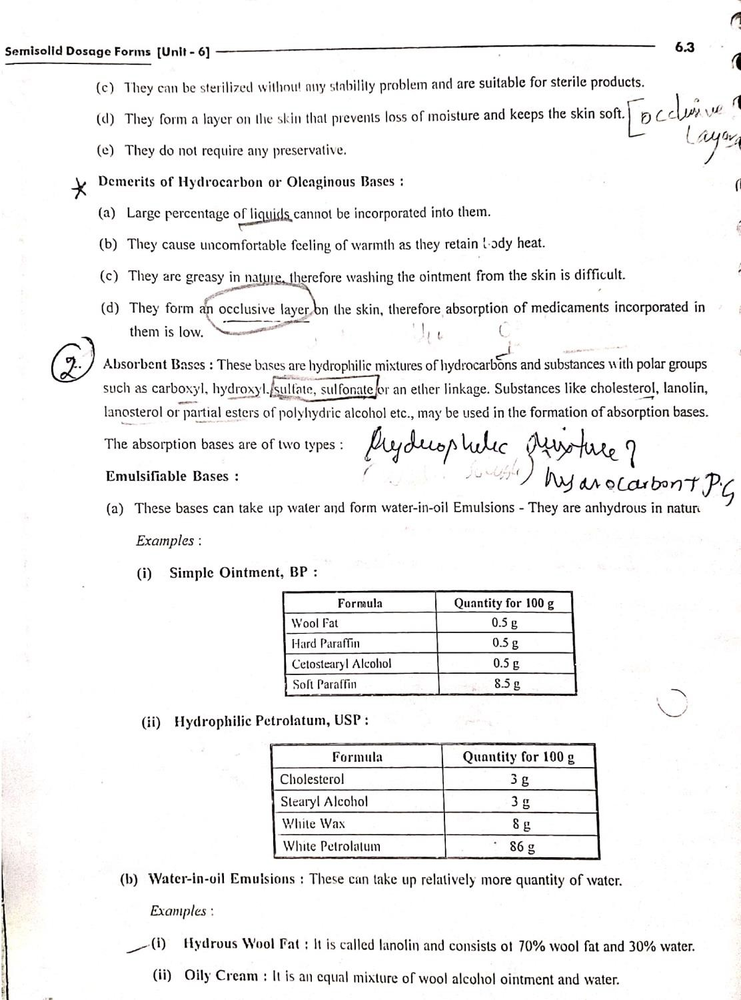 Semisolid Dosage Forms [Unit - 6] 6.3
(c) They can be sterilized without any stability problem and are suitable for sterile products.
(d) They form a layer on the skin that prevents loss of moisture and keeps the skin soft. [occlusive
Layer
(e) They do not require any preservative.
* Demerits of Hydrocarbon or Oleaginous Bases :
(a) Large percentage of liquids cannot be incorporated into them.
(b) They cause uncomfortable feeling of warmth as they retain body heat.
(c) They are greasy in nature, therefore washing the ointment from the skin is difficult.
(d) They form an occlusive layer on the skin, therefore absorption of medicaments incorporated in
them is low.
2. Absorbent Bases : These bases are hydrophilic mixtures of hydrocarbons and substances with polar groups
such as carboxyl, hydroxyl, sulfate, sulfonate or an ether linkage. Substances like cholesterol, lanolin,
lanosterol or partial esters of polyhydric alcohol etc., may be used in the formation of absorption bases.
The absorption bases are of two types : hydrophilic mixture ?
Emulsifiable Bases : hydrocarbon + P.G
(a) These bases can take up water and form water-in-oil Emulsions - They are anhydrous in natur
Examples :
(i) Simple Ointment, BP :
Formula Quantity for 100 g
Wool Fat 0.5 g
Hard Paraffin 0.5 g
Cetostearyl Alcohol 0.5 g
Soft Paraffin 8.5 g
(ii) Hydrophilic Petrolatum, USP :
Formula Quantity for 100 g
Cholesterol 3 g
Stearyl Alcohol 3 g
White Wax 8 g
White Petrolatum 86 g
(b) Water-in-oil Emulsions : These can take up relatively more quantity of water.
Examples :
(i) Hydrous Wool Fat : It is called lanolin and consists of 70% wool fat and 30% water.
(ii) Oily Cream : It is an equal mixture of wool alcohol ointment and water.